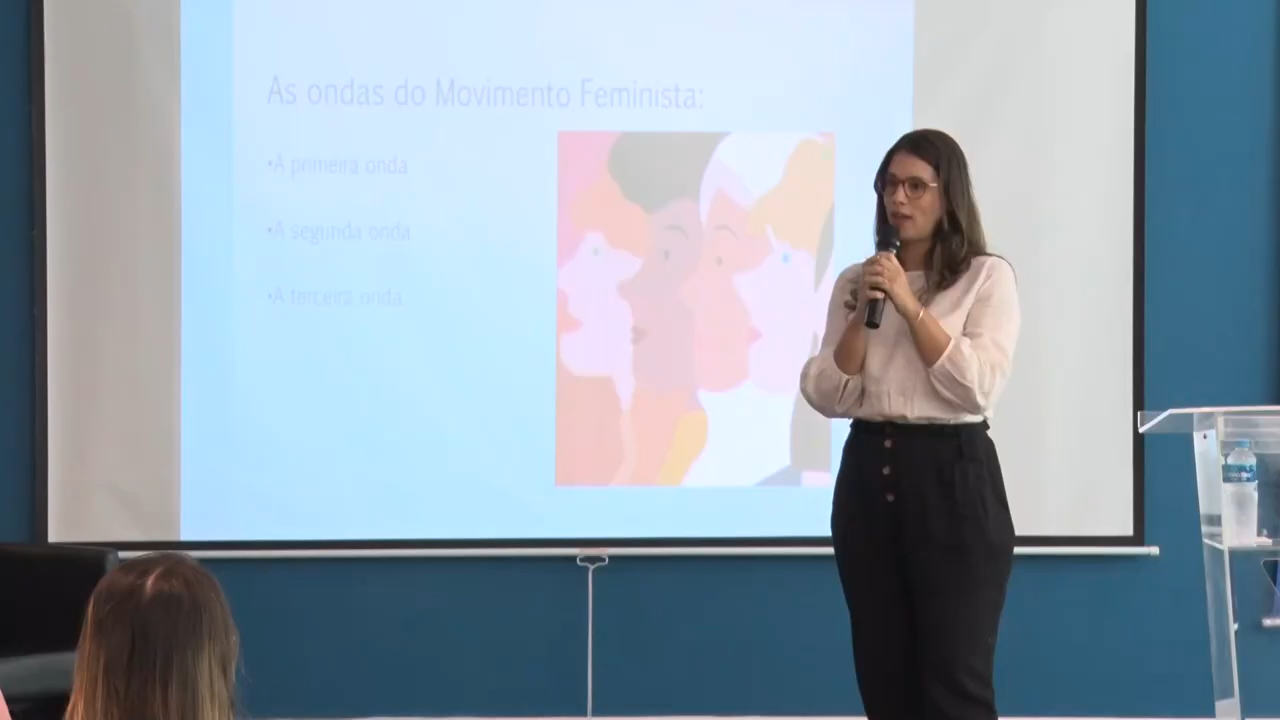 As ondas do Movimento Feminista:
•A primeira onda
•A segunda onda
•A terceira onda